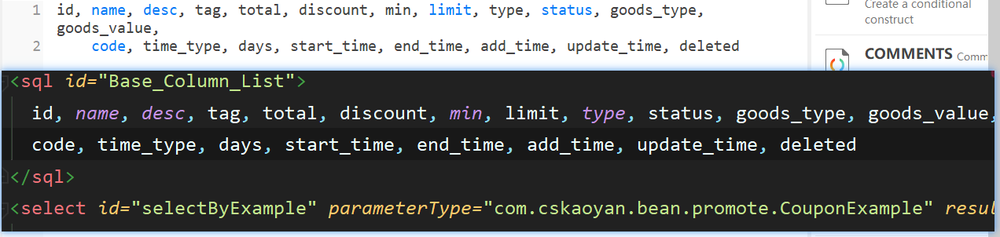 1 id, name, desc, tag, total, discount, min, limit, type, status, goods_type,
goods_value,
2 code, time_type, days, start_time, end_time, add_time, update_time, deleted
Create a conditional
construct
COMMENTS Comm
<sql id="Base_Column_List">
id, name, desc, tag, total, discount, min, limit, type, status, goods_type, goods_value,
code, time_type, days, start_time, end_time, add_time, update_time, deleted
</sql>
<select id="selectByExample" parameterType="com.cskaoyan.bean.promote.CouponExample" resul